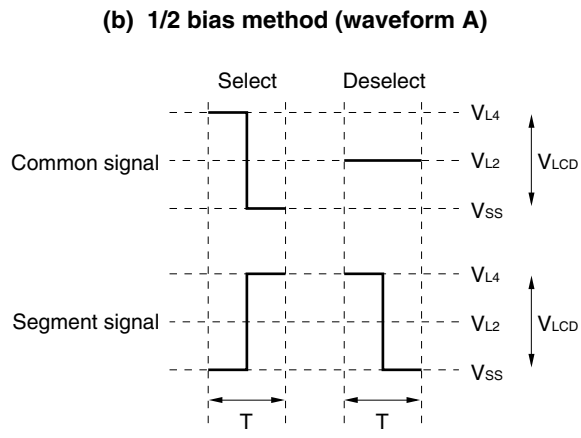 (b) 1/2 bias method (waveform A)
Select Deselect
VL4
Common signal VL2 VLCD
VSS
VL4
Segment signal VL2 VLCD
VSS
T T